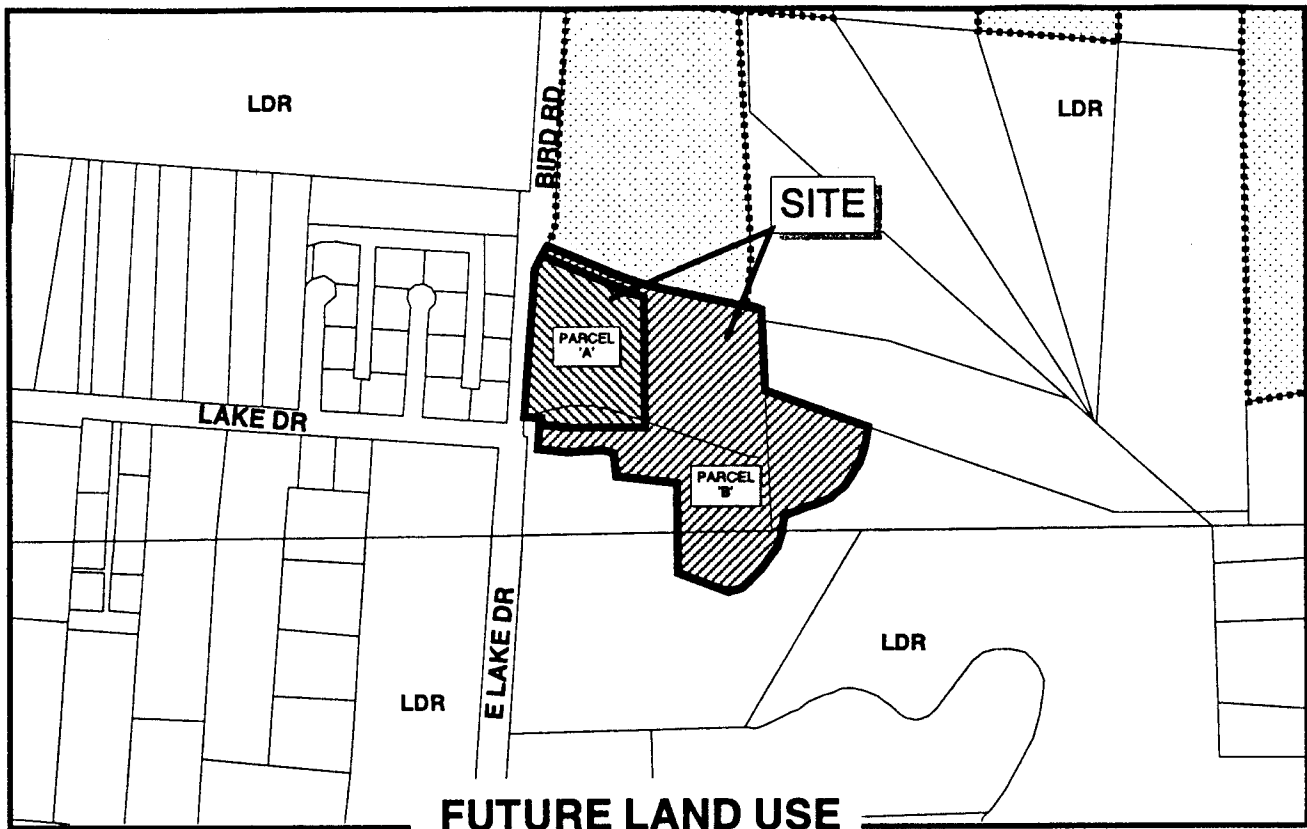 LDR
LDR
BIRD RD
SITE
PARCEL
'A'
LAKE DR
PARCEL
'B'
E LAKE DR
LDR
LDR
FUTURE LAND USE